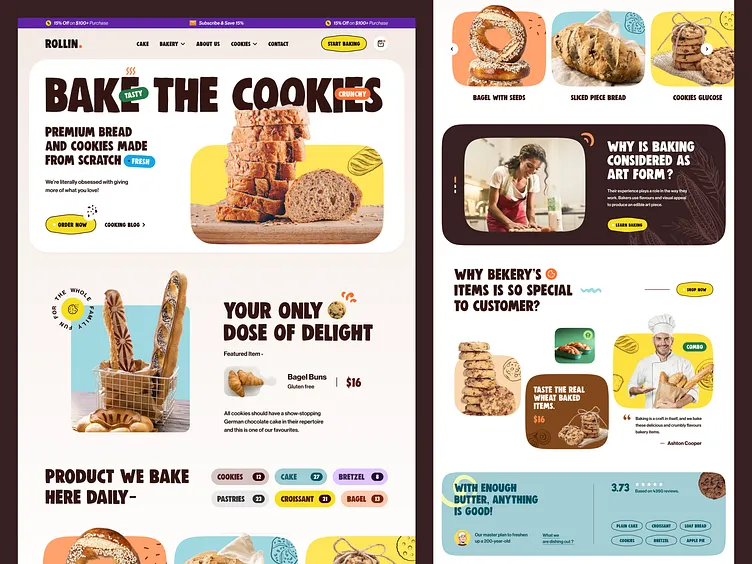 15% Off on $100+ Purchase
Subscribe & Save 15%
15% Off on $100+ Purchase
ROLLIN.
CAKE
BAKERY
ABOUT US
COOKIES
CONTACT
START BAKING
BAKE THE COOKIES
TASTY
CRUNCHY
PREMIUM BREAD
AND COOKIES MADE
FROM SCRATCH
FRESH
We're literally obsessed with giving
more of what you love!
ORDER NOW
COOKING BLOG
FUN FOR THE WHOLE FAMILY
YOUR ONLY
DOSE OF DELIGHT
Featured Item -
Bagel Buns
Gluten free
$16
All cookies should have a show-stopping
German chocolate cake in their repertoire
and this is one of our favourites.
PRODUCT WE BAKE
HERE DAILY-
COOKIES 12
CAKE 27
BRETZEL 8
PASTRIES 23
CROISSANT 31
BAGEL 13
BAGEL WITH SEEDS
SLICED PIECE BREAD
COOKIES GLUCOSE
WHY IS BAKING
CONSIDERED AS
ART FORM?
Their experience plays a role in the way they
work. Bakers use flavours and visual appeal
to produce an edible art piece.
LEARN BAKING
WHY BEKERY'S
ITEMS IS SO SPECIAL
TO CUSTOMER?
SHOP NOW
TASTE THE REAL
WHEAT BAKED
ITEMS.
$16
COMBO
Baking is a craft in itself, and we bake
these delicious and crumbly flavours
bakery items.
— Ashton Cooper
WITH ENOUGH
BUTTER, ANYTHING
IS GOOD!
Our master plan to freshen
up a 200-year-old
What we
are dishing out ?
3.73
Based on 4350 reviews.
PLAIN CAKE
CROISSANT
LOAF BREAD
COOKIES
BRETZEL
APPLE PIE